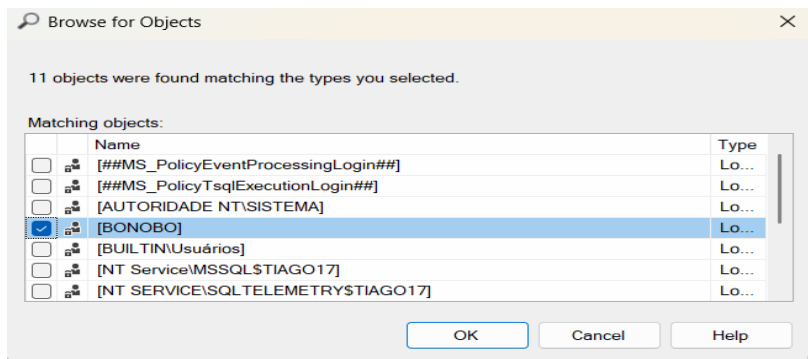 Browse for Objects
11 objects were found matching the types you selected.
Matching objects:
Name Type
[##MS_PolicyEventProcessingLogin##] Lo...
[##MS_PolicyTsqlExecutionLogin##] Lo...
[AUTORIDADE NT\SISTEMA] Lo...
[BONOBO] Lo...
[BUILTIN\Usuários] Lo...
[NT Service\MSSQL$TIAGO17] Lo...
[NT SERVICE\SQLTELEMETRY$TIAGO17] Lo...
OK Cancel Help